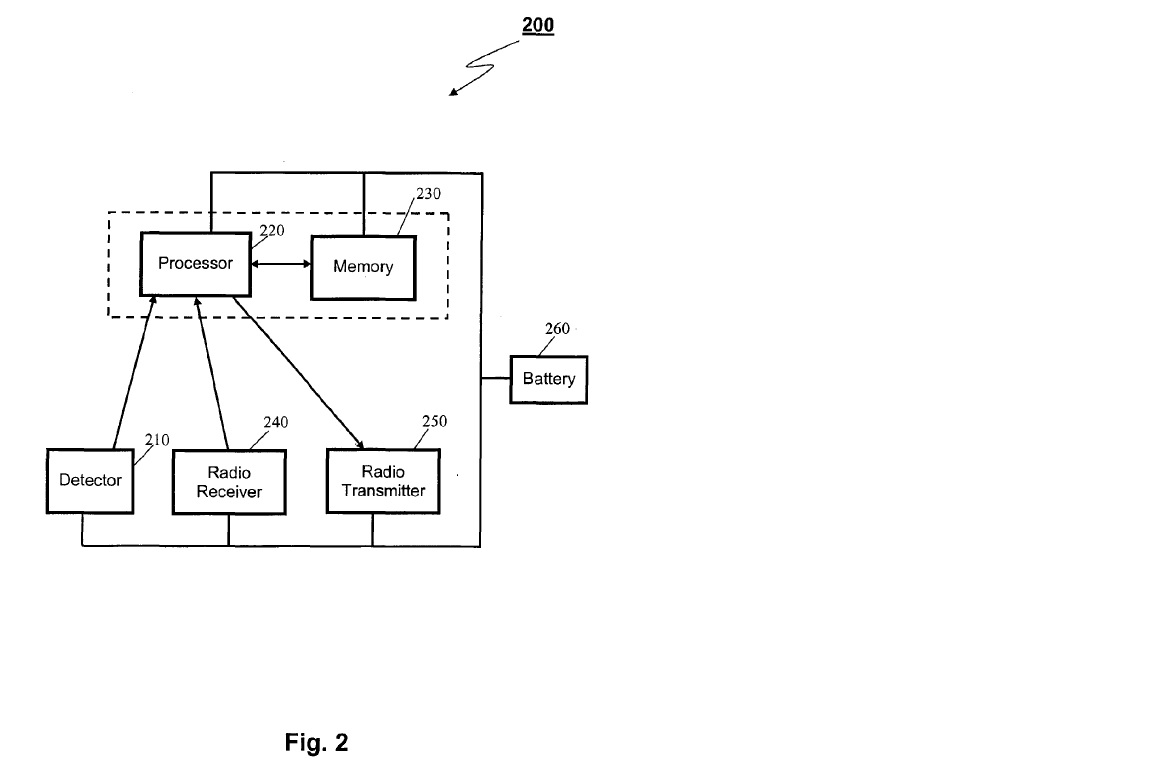 200
230
220
Processor
Memory
260
Battery
210
240
250
Detector
Radio
Receiver
Radio
Transmitter
Fig. 2